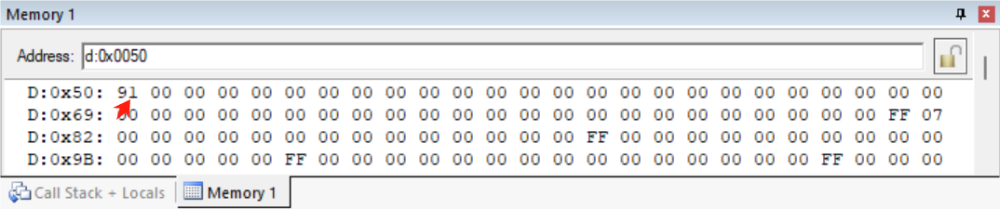 Memory 1
Address: d:0x0050
D:0x50: 91 00 00 00 00 00 00 00 00 00 00 00 00 00 00 00 00 00 00 00 00 00 00 00 00
D:0x69: 00 00 00 00 00 00 00 00 00 00 00 00 00 00 00 00 00 00 00 00 00 00 00 FF 07
D:0x82: 00 00 00 00 00 00 00 00 00 00 00 00 00 00 FF 00 00 00 00 00 00 00 00 00 00
D:0x9B: 00 00 00 00 00 FF 00 00 00 00 00 00 00 00 00 00 00 00 00 00 00 FF 00 00 00
Call Stack + Locals Memory 1